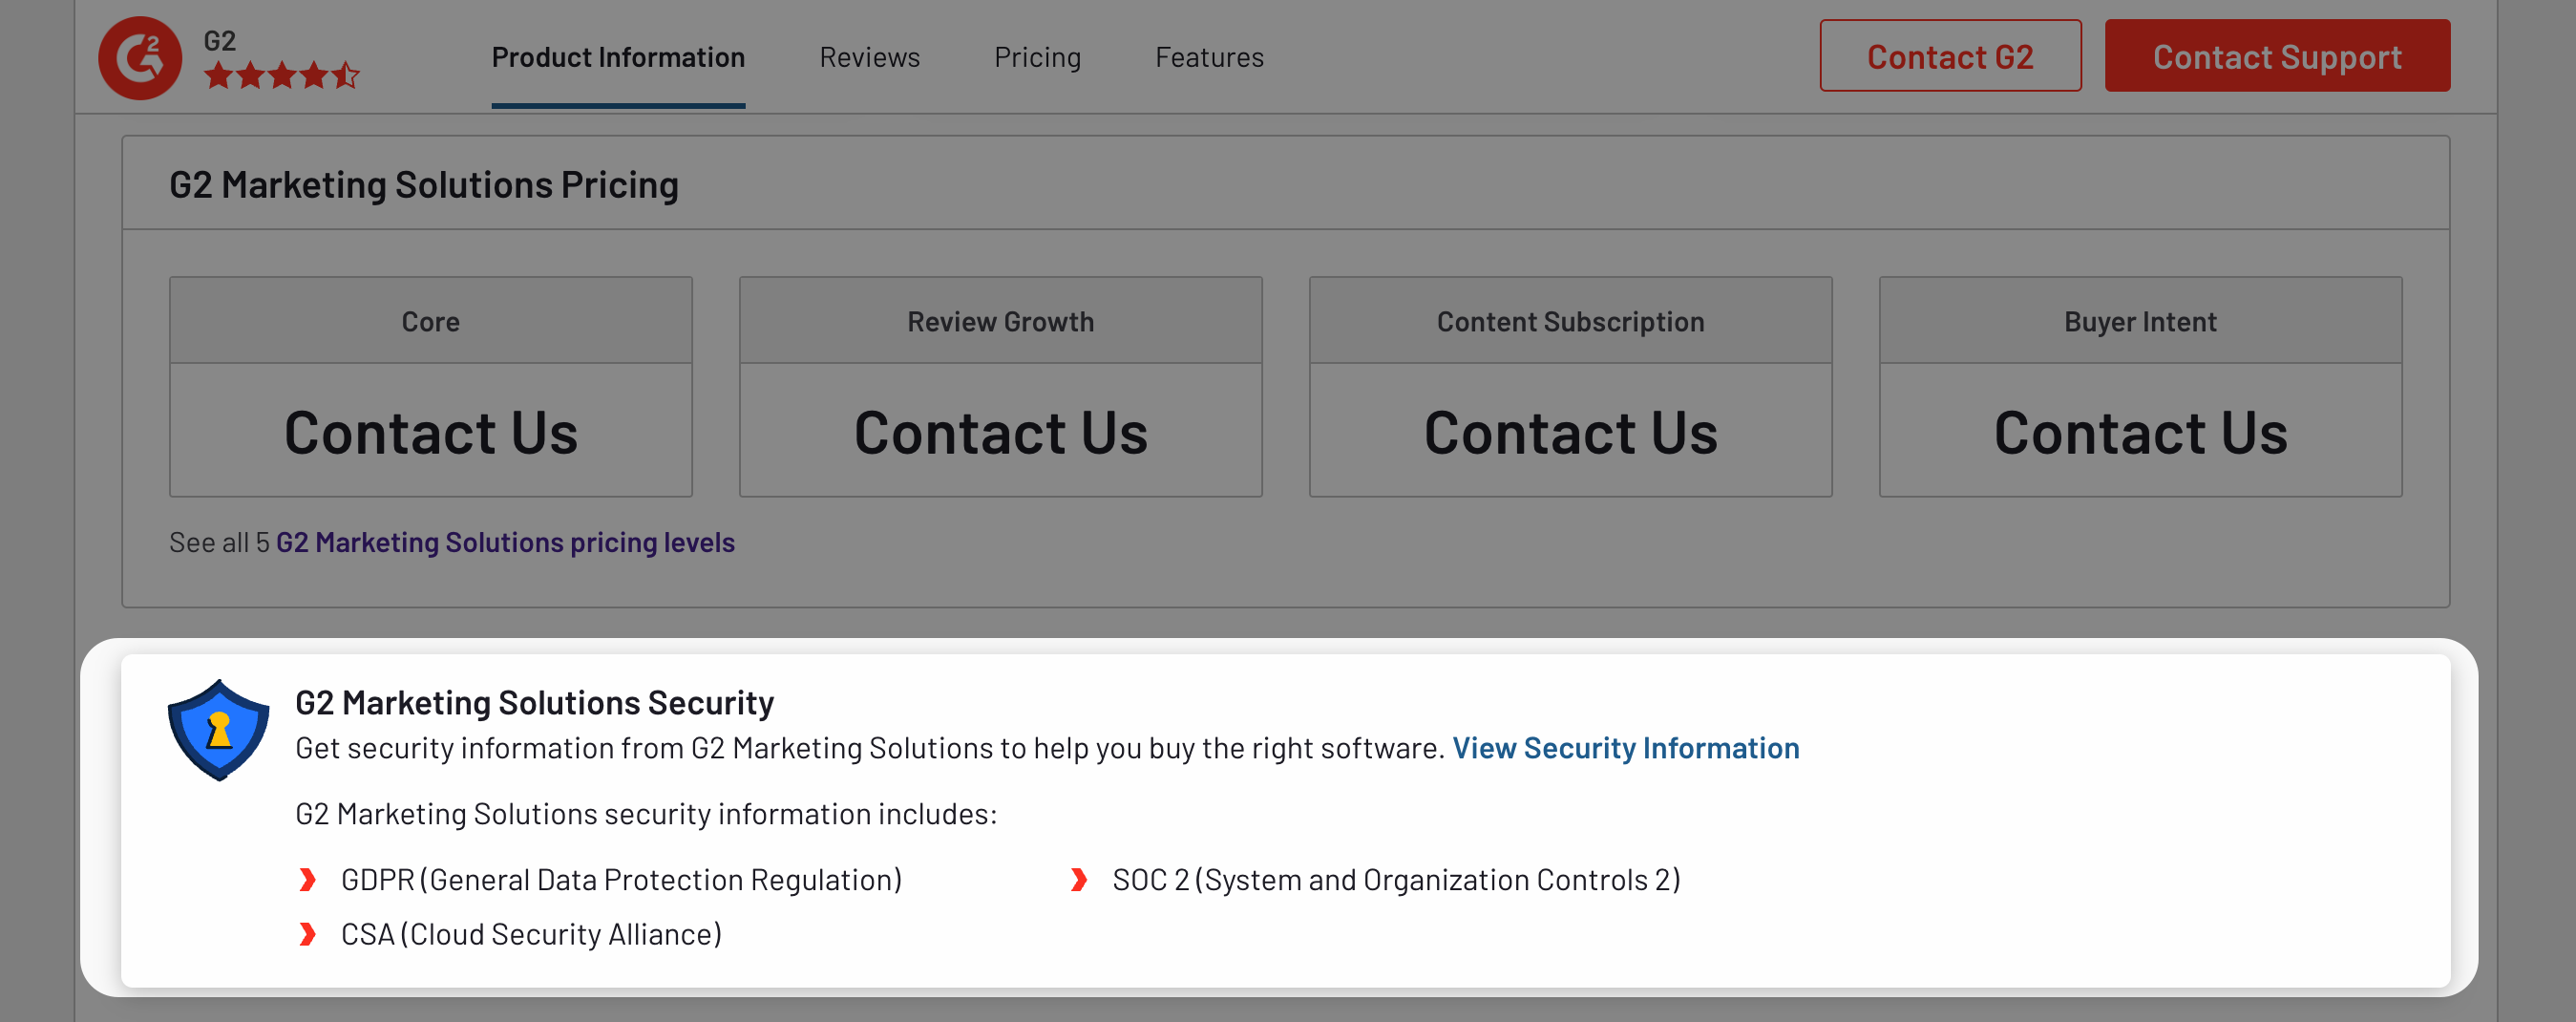 G2
Product Information
Reviews
Pricing
Features
Contact G2
Contact Support
G2 Marketing Solutions Pricing
Core
Review Growth
Content Subscription
Buyer Intent
Contact Us
Contact Us
Contact Us
Contact Us
See all 5 G2 Marketing Solutions pricing levels
G2 Marketing Solutions Security
Get security information from G2 Marketing Solutions to help you buy the right software. View Security Information
G2 Marketing Solutions security information includes:
GDPR (General Data Protection Regulation)
SOC 2 (System and Organization Controls 2)
CSA (Cloud Security Alliance)